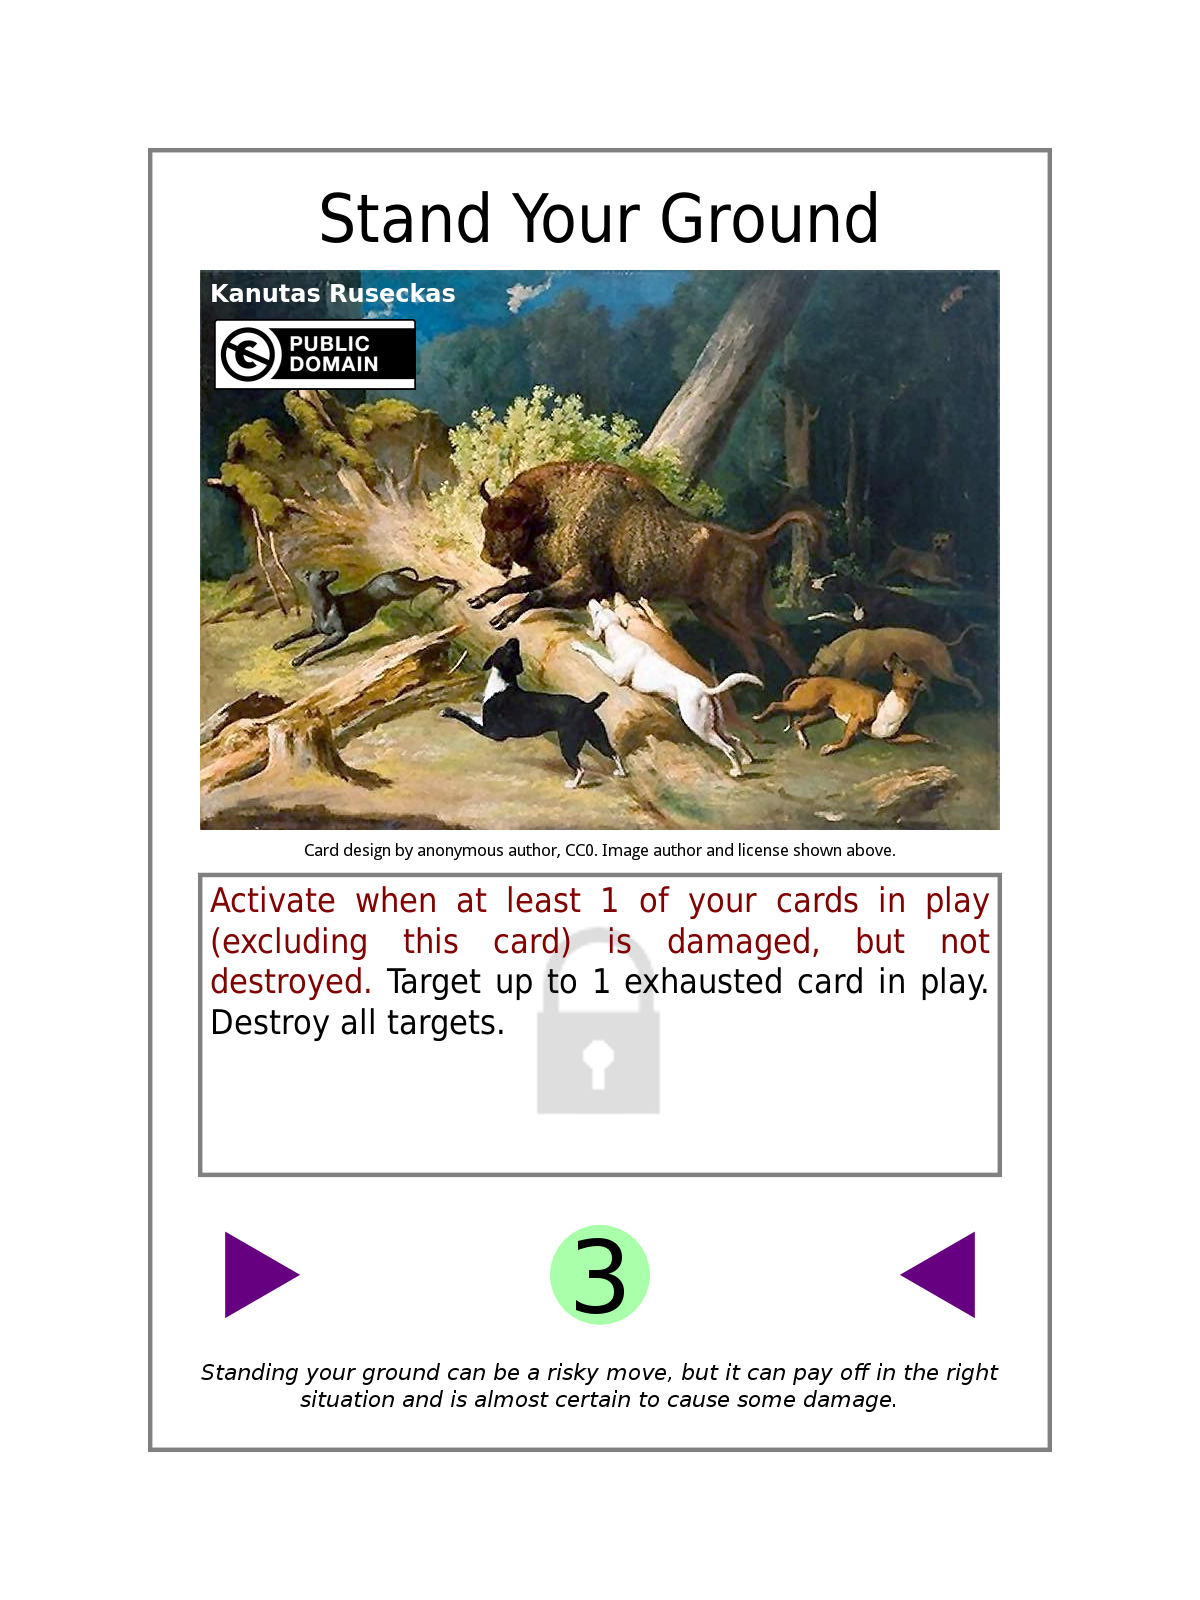 Stand Your Ground
Kanutas Ruseckas
PUBLIC
DOMAIN
Card design by anonymous author, CC0. Image author and license shown above.
Activate when at least 1 of your cards in play
(excluding this card) is damaged, but not
destroyed. Target up to 1 exhausted card in play.
Destroy all targets.
3
Standing your ground can be a risky move, but it can pay off in the right
situation and is almost certain to cause some damage.